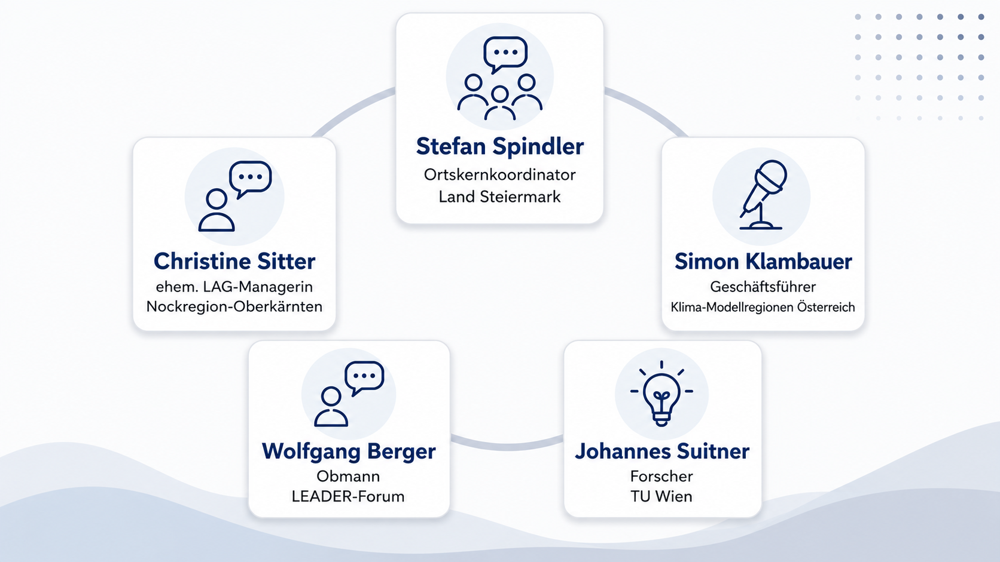 Stefan Spindler
Ortskernkoordinator
Land Steiermark
Christine Sitter
ehem. LAG-Managerin
Nockregion-Oberkärnten
Simon Klambauer
Geschäftsführer
Klima-Modellregionen Österreich
Wolfgang Berger
Obmann
LEADER-Forum
Johannes Suitner
Forscher
TU Wien